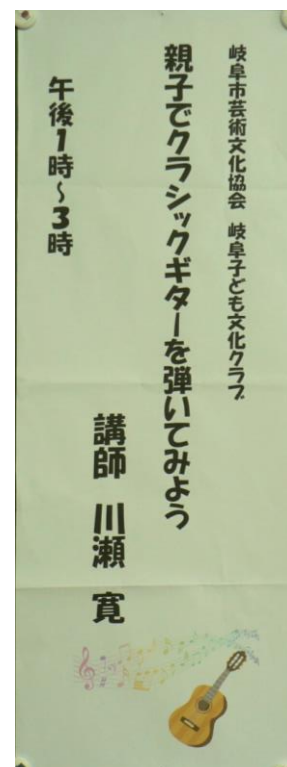 岐阜市芸術文化協会 岐阜子ども文化クラブ
親子でクラシックギターを弾いてみよう
講師 川瀬 寛
午後1時～3時